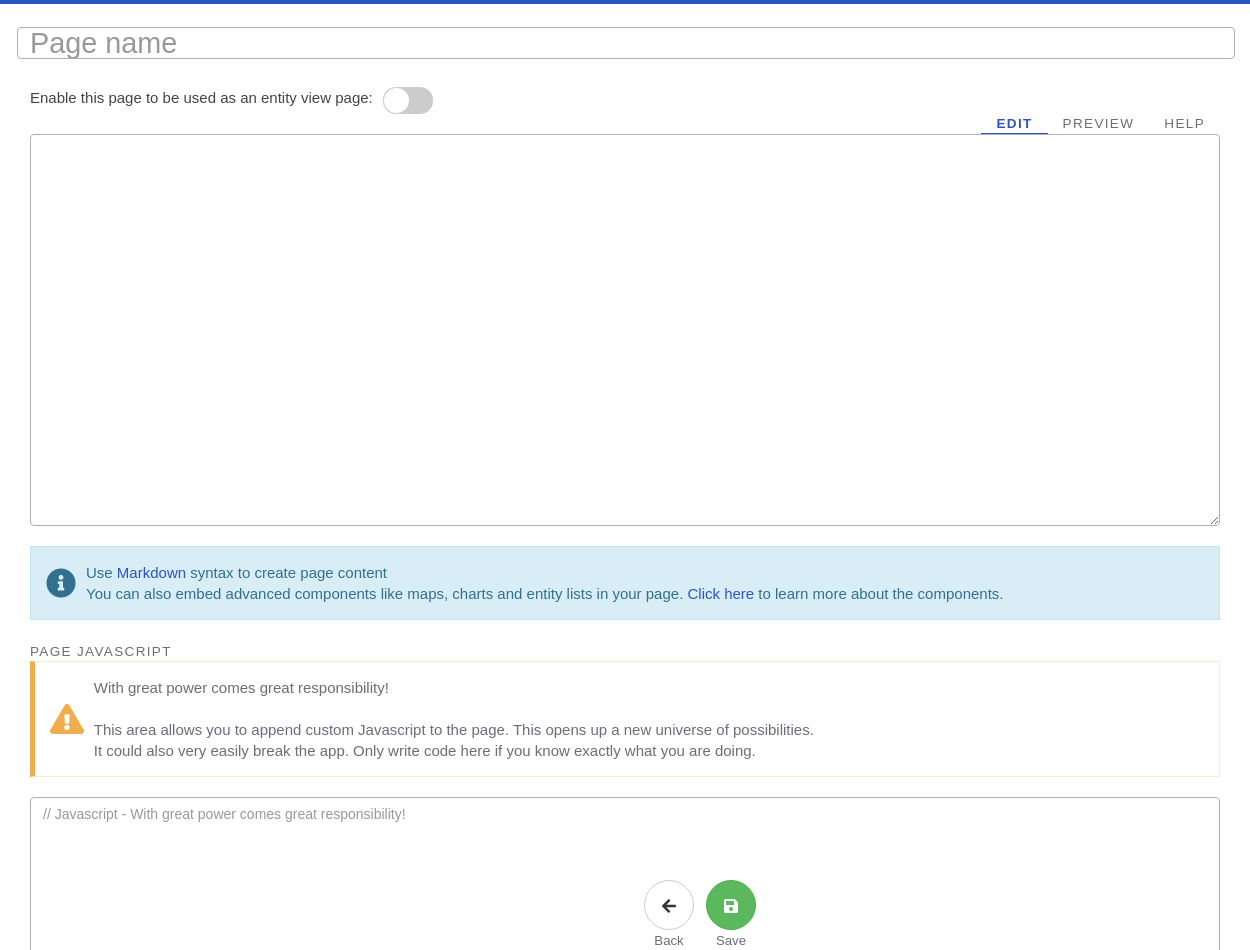 Page name
Enable this page to be used as an entity view page:
EDIT PREVIEW HELP
Use Markdown syntax to create page content
You can also embed advanced components like maps, charts and entity lists in your page. Click here to learn more about the components.
PAGE JAVASCRIPT
With great power comes great responsibility!
This area allows you to append custom Javascript to the page. This opens up a new universe of possibilities.
It could also very easily break the app. Only write code here if you know exactly what you are doing.
// Javascript - With great power comes great responsibility!
Back Save